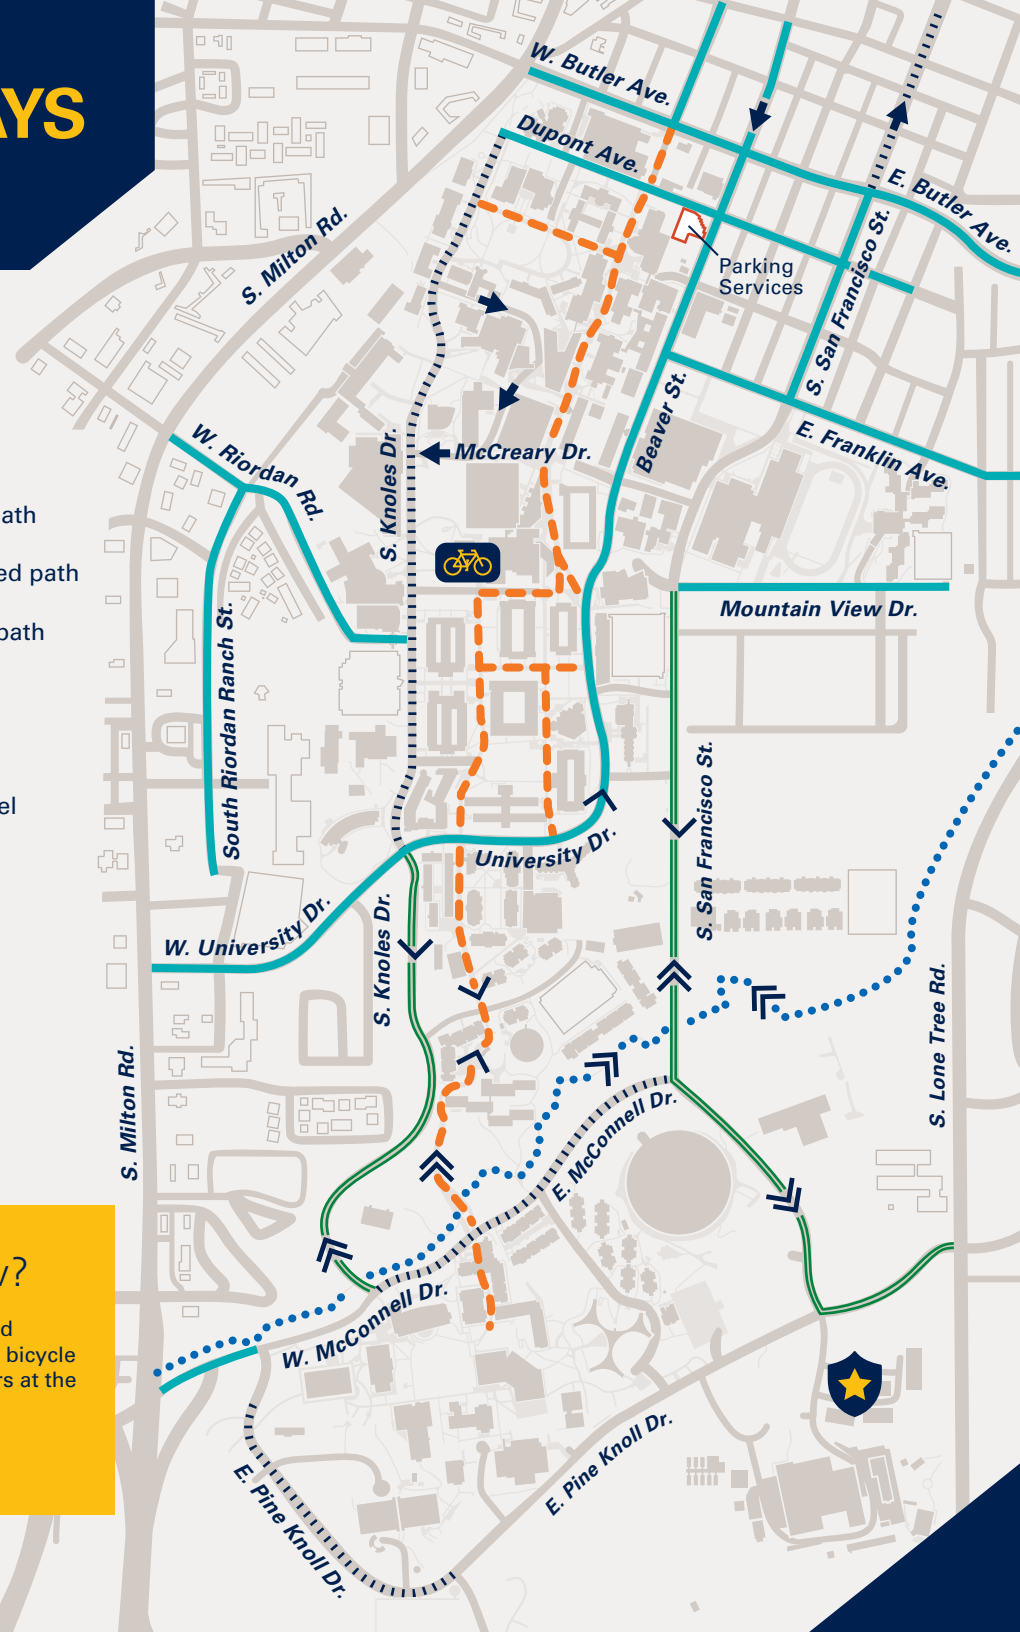 AYS
W. Butler Ave.
Dupont Ave.
E. Butler Ave.
S. Milton Rd.
Parking
Services
S. San Francisco St.
Beaver St.
W. Riordan Rd.
S. Knoles Dr.
McCreary Dr.
E. Franklin Ave.
ath
ed path
path
Mountain View Dr.
South Riordan Ranch St.
S. San Francisco St.
el
University Dr.
W. University Dr.
S. Knoles Dr.
S. Lone Tree Rd.
S. Milton Rd.
E. McConnell Dr.
y?
d
bicycle
rs at the
W. McConnell Dr.
E. Pine Knoll Dr.
E. Pine Knoll Dr.